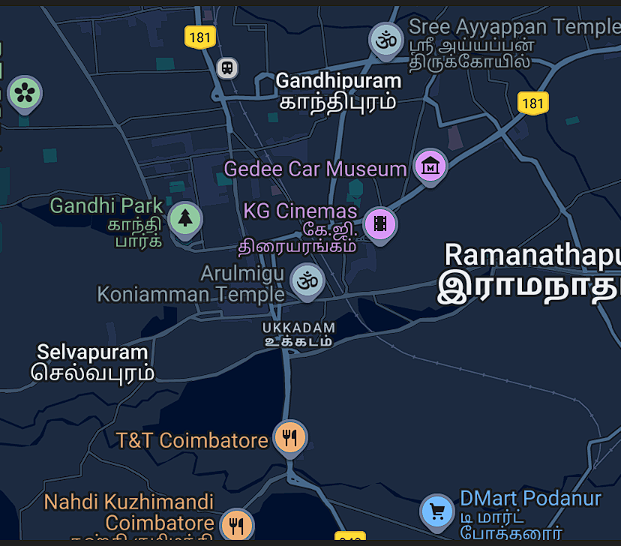 181
Sree Ayyappan Temple
ஸ்ரீ அய்யப்பன்
திருக்கோயில்
Gandhipuram
காந்திபுரம்
181
Gedee Car Museum
Gandhi Park
காந்தி
பார்க்
KG Cinemas
கே.ஜி.
திரையரங்கம்
Arulmigu
Koniamman Temple
Ramanathapu
இராமநாத
UKKADAM
உக்கடம்
Selvapuram
செல்வபுரம்
T&T Coimbatore
Nahdi Kuzhimandi
Coimbatore
DMart Podanur
டி மார்ட்
போத்தனூர்